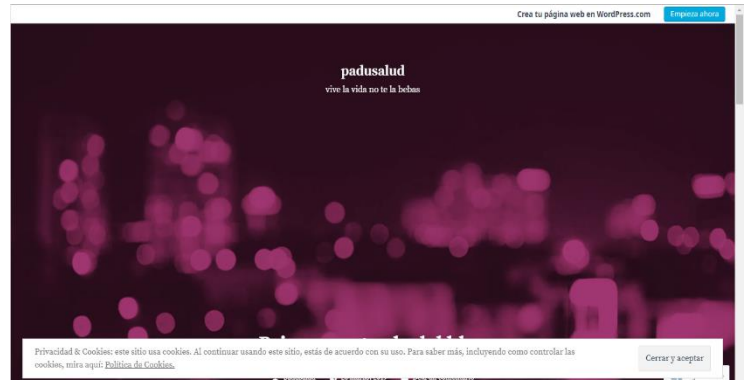 Crea tu página web en WordPress.com
Empieza ahora
padusalud
vive la vida no te la bebas
Privacidad & Cookies: este sitio usa cookies. Al continuar usando este sitio, estás de acuerdo con su uso. Para saber más, incluyendo como controlar las
cookies, mira aquí: Política de Cookies.
Cerrar y aceptar